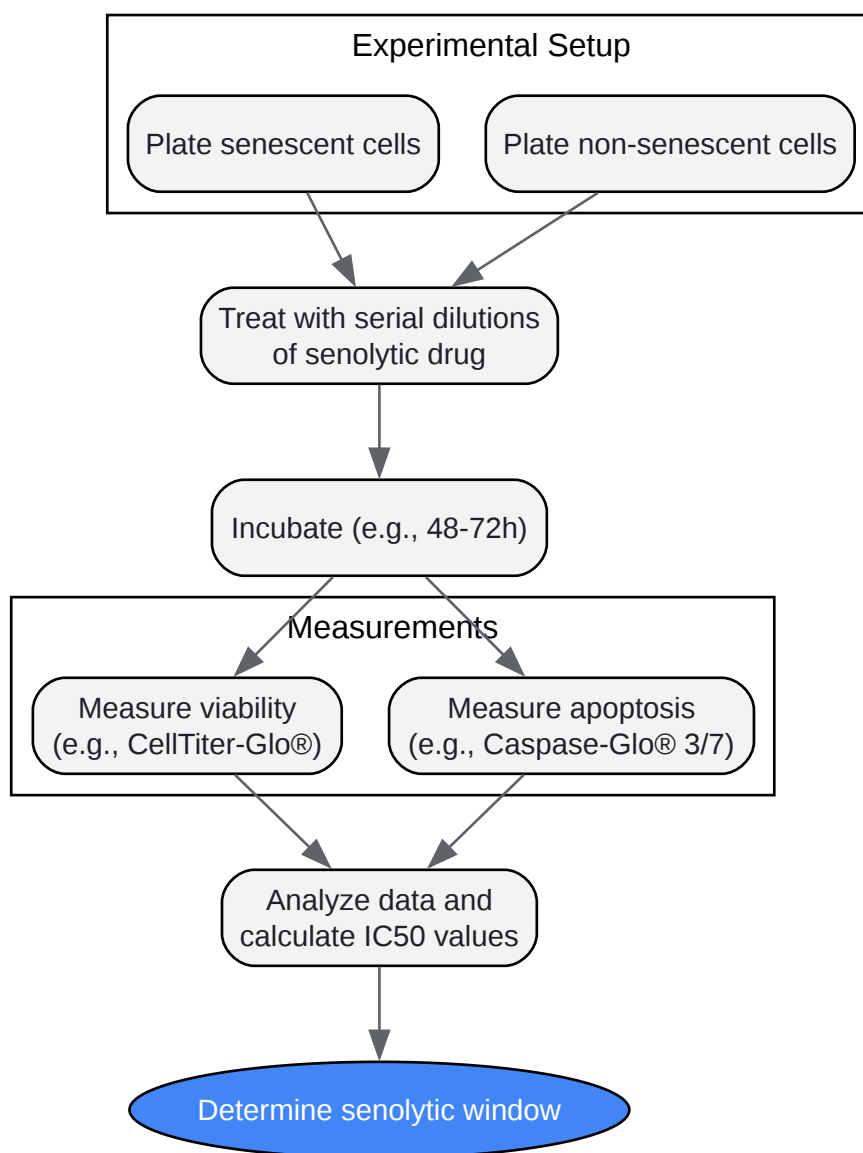 Experimental Setup
Plate senescent cells
Plate non-senescent cells
Treat with serial dilutions
of senolytic drug
Incubate (e.g., 48-72h)
Measurements
Measure viability
(e.g., CellTiter-Glo®)
Measure apoptosis
(e.g., Caspase-Glo® 3/7)
Analyze data and
calculate IC50 values
Determine senolytic window